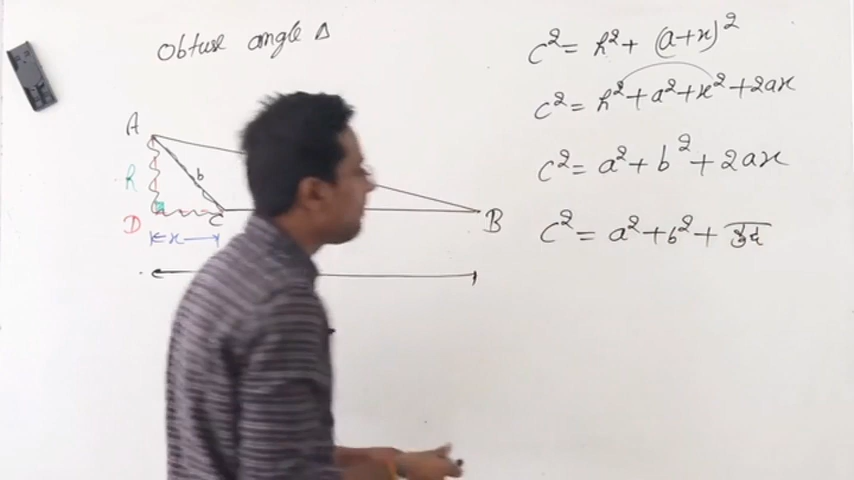 Obtuse angle Δ
A
b
h
D
C
B
x
c² = h² + (a+x)²
c² = h² + a² + x² + 2ax
c² = a² + b² + 2ax
c² = a² + b² + कुछ